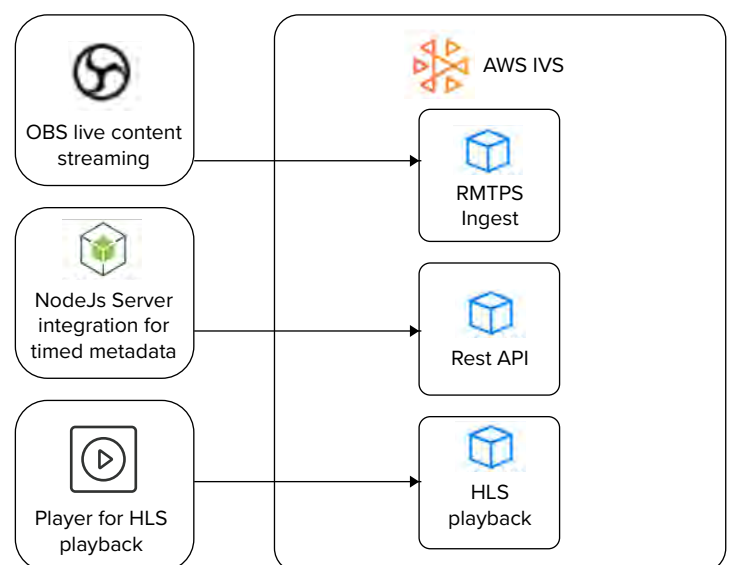 OBS live content
streaming
AWS IVS
RMTPS
Ingest
NodeJs Server
integration for
timed metadata
Rest API
Player for HLS
playback
HLS
playback